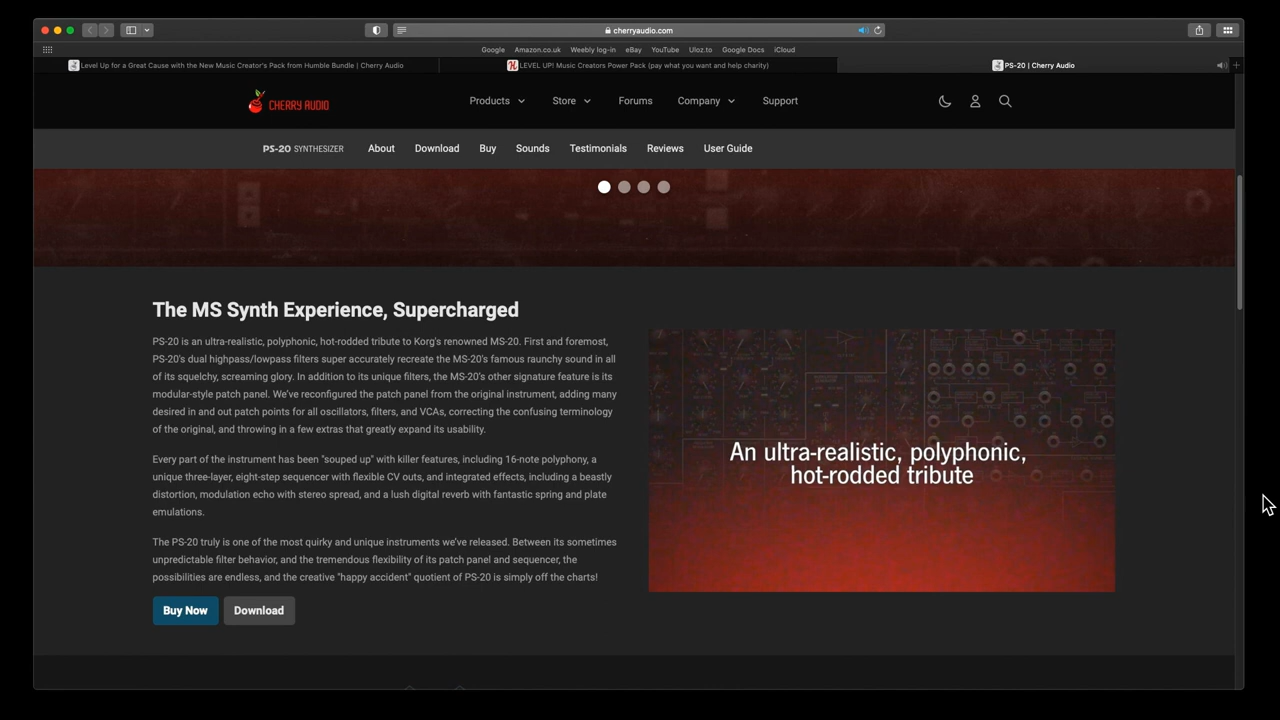 cherryaudio.com
Google Amazon.co.uk Weebly log-in eBay YouTube Uloz.to Google Docs iCloud
Level Up for a Great Cause with the New Music Creator's Pack from Humble Bundle | Cherry Audio
LEVEL UP! Music Creators Power Pack (pay what you want and help charity)
PS-20 | Cherry Audio
CHERRY AUDIO
Products Store Forums Company Support
PS-20 SYNTHESIZER About Download Buy Sounds Testimonials Reviews User Guide
The MS Synth Experience, Supercharged
PS-20 is an ultra-realistic, polyphonic, hot-rodded tribute to Korg's renowned MS-20. First and foremost,
PS-20's dual highpass/lowpass filters super accurately recreate the MS-20's famous raunchy sound in all
of its squelchy, screaming glory. In addition to its unique filters, the MS-20's other signature feature is its
modular-style patch panel. We've reconfigured the patch panel from the original instrument, adding many
desired in and out patch points for all oscillators, filters, and VCAs, correcting the confusing terminology
of the original, and throwing in a few extras that greatly expand its usability.
Every part of the instrument has been "souped up" with killer features, including 16-note polyphony, a
unique three-layer, eight-step sequencer with flexible CV outs, and integrated effects, including a beastly
distortion, modulation echo with stereo spread, and a lush digital reverb with fantastic spring and plate
emulations.
The PS-20 truly is one of the most quirky and unique instruments we've released. Between its sometimes
unpredictable filter behavior, and the tremendous flexibility of its patch panel and sequencer, the
possibilities are endless, and the creative "happy accident" quotient of PS-20 is simply off the charts!
Buy Now Download
An ultra-realistic, polyphonic,
hot-rodded tribute